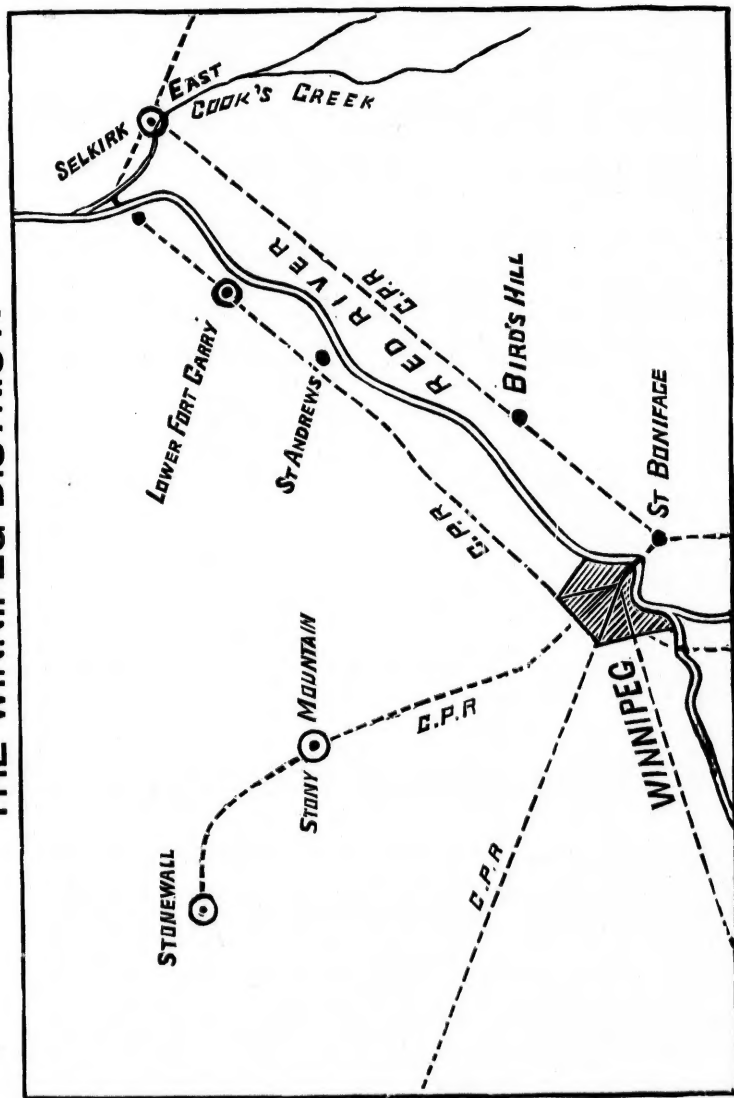 THE WINNIPEG DISTRICT
SELKIRK
EAST
COOK'S CREEK
LOWER FORT GARRY
RED RIVER
C.P.R
ST ANDREWS
BIRD'S HILL
C.P.R
STONEWALL
STONY MOUNTAIN
C.P.R
ST BONIFACE
C.P.R
WINNIPEG